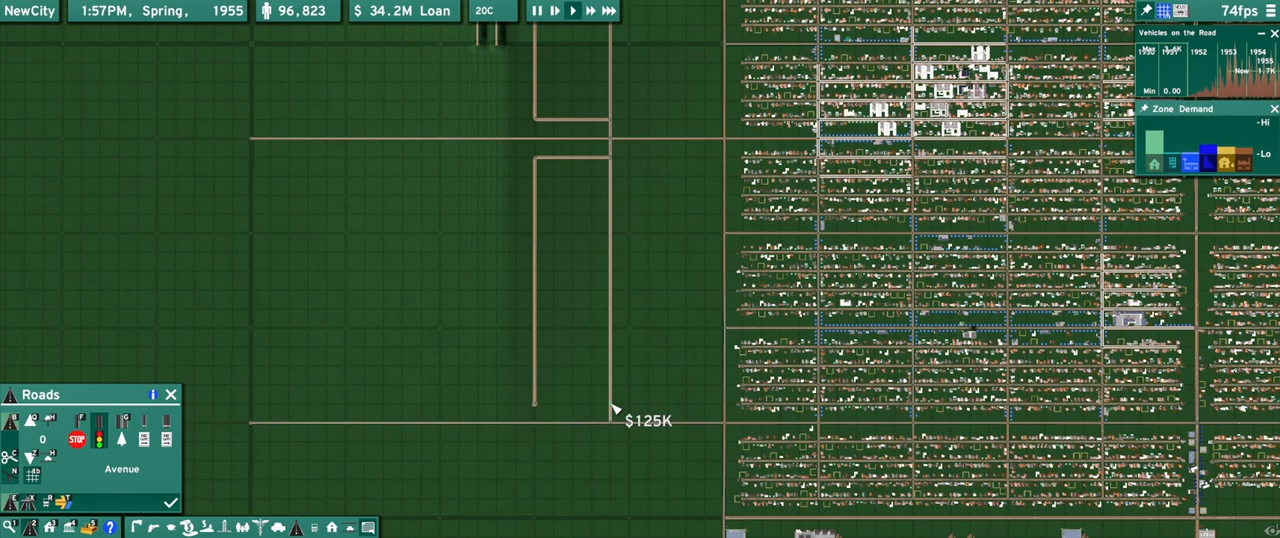 NewCity
1:57PM, Spring, 1955
96,823
$ 34.2M Loan
20C
74fps
Vehicles on the Road
1952
1953
1954
1955
Min 0.00
Zone Demand
-Hi
-Lo
$125K
Roads
0
STOP
Avenue